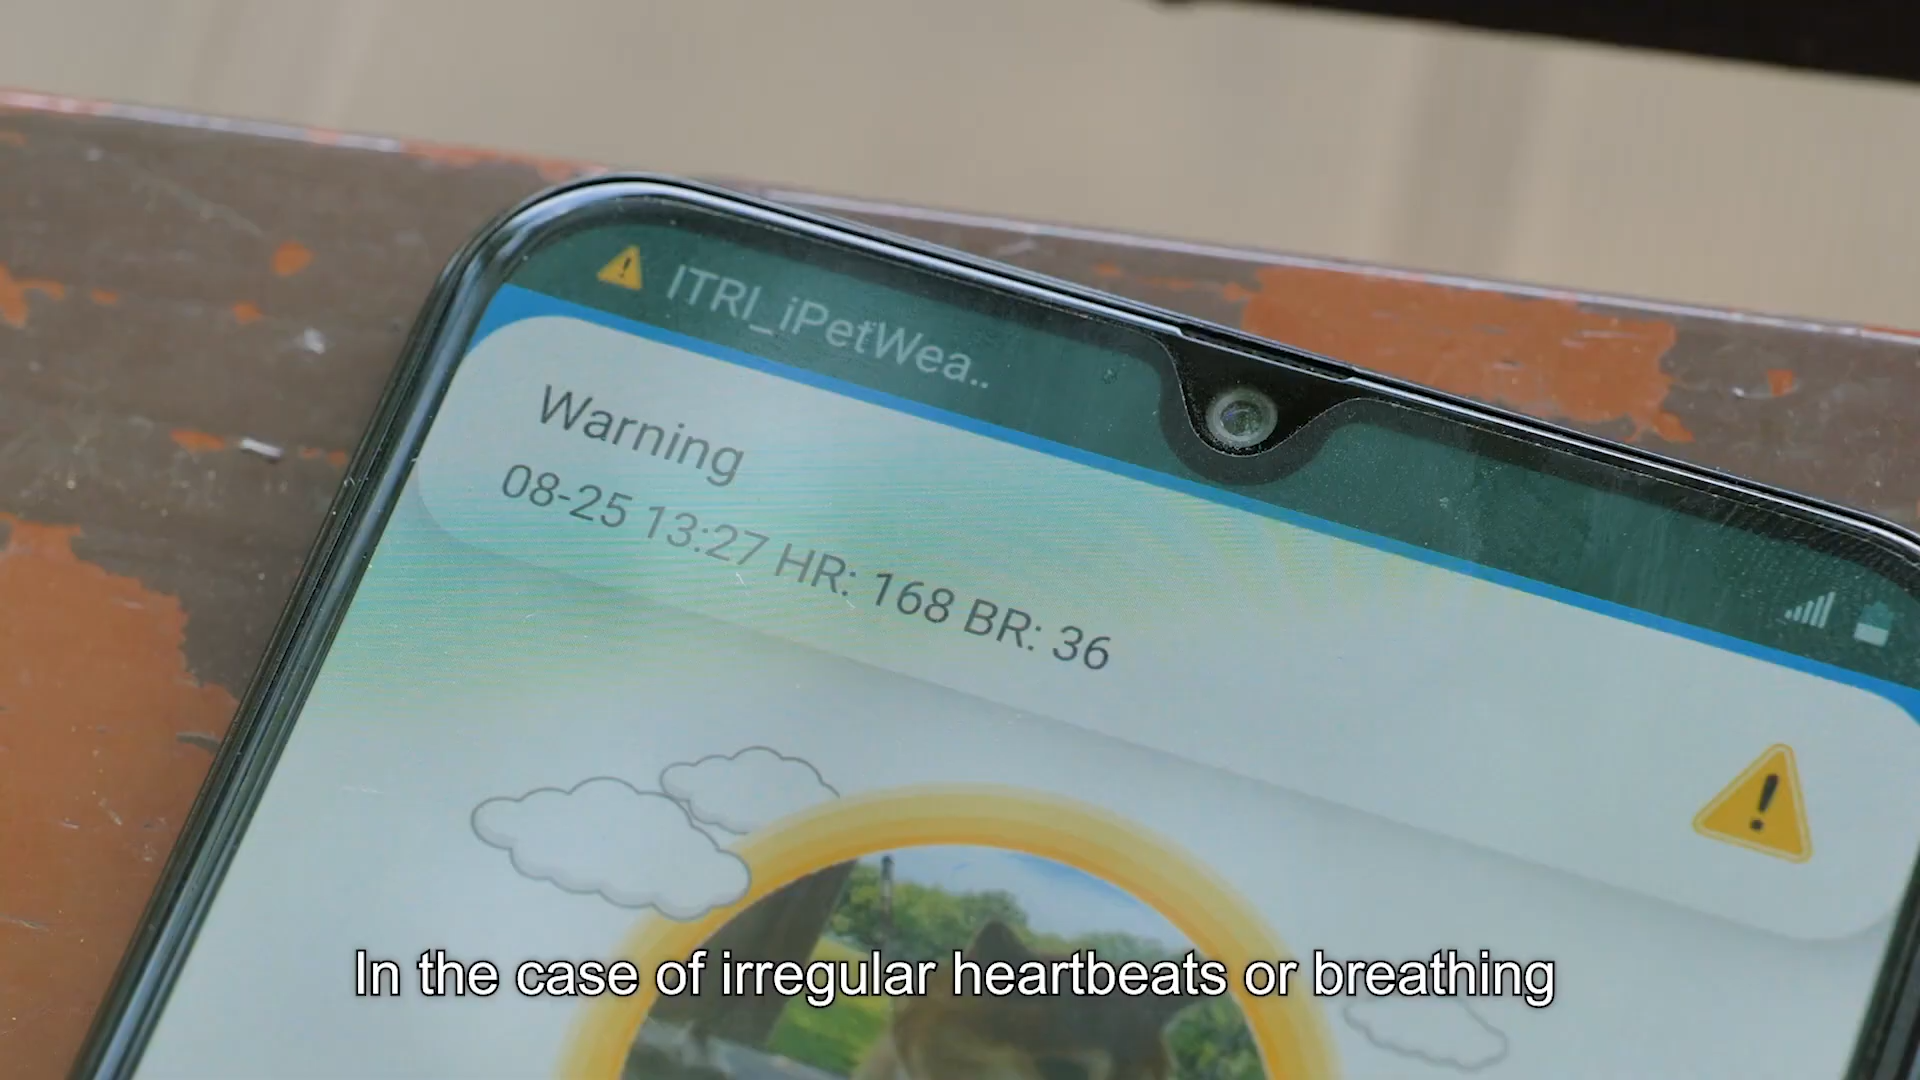 ITRI_iPetWea..
Warning
08-25 13:27 HR: 168 BR: 36
In the case of irregular heartbeats or breathing